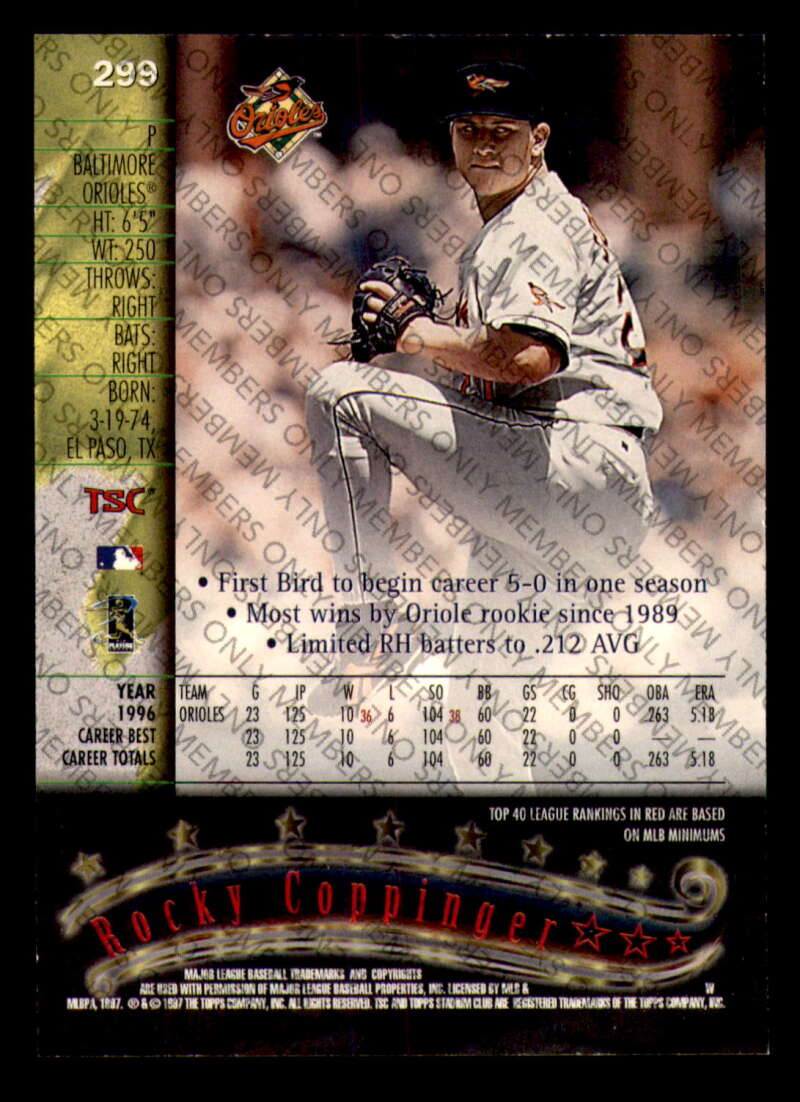 299
Orioles
P
BALTIMORE
ORIOLES®
HT: 6'5"
WT: 250
THROWS:
RIGHT
BATS:
RIGHT
BORN:
3-19-74,
EL PASO, TX
TSC
• First Bird to begin career 5-0 in one season
• Most wins by Oriole rookie since 1989
• Limited RH batters to .212 AVG
YEAR TEAM G IP W L SO BB GS CG SHO OBA ERA
1996 ORIOLES 23 125 10 36 6 104 38 60 22 0 0 .263 5.18
CAREER BEST 23 125 10 6 104 60 22 0 0 — —
CAREER TOTALS 23 125 10 6 104 60 22 0 0 .263 5.18
TOP 40 LEAGUE RANKINGS IN RED ARE BASED
ON MLB MINIMUMS
Rocky Coppinger
MAJOR LEAGUE BASEBALL TRADEMARKS AND COPYRIGHTS
ARE USED WITH PERMISSION OF MAJOR LEAGUE BASEBALL PROPERTIES, INC. LICENSED BY MLB &
MLBPA, 1997. ® & © 1997 THE TOPPS COMPANY, INC. ALL RIGHTS RESERVED. TSC AND TOPPS STADIUM CLUB ARE REGISTERED TRADEMARKS OF THE TOPPS COMPANY, INC.
MEMBERS ONLY MEMBERS ONLY MEMBERS ONLY